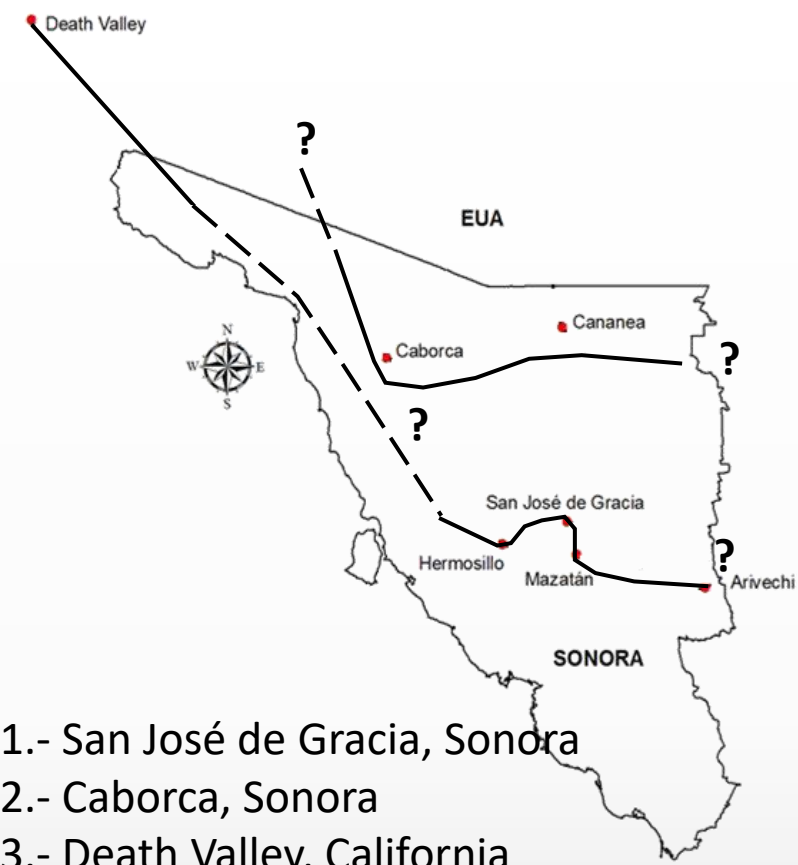 Death Valley
?
EUA
Cananea
N
W E
S
Caborca
?
?
San José de Gracia
?
Hermosillo
Mazatán
Arivechi
SONORA
1.- San José de Gracia, Sonora
2.- Caborca, Sonora
3.- Death Valley, California